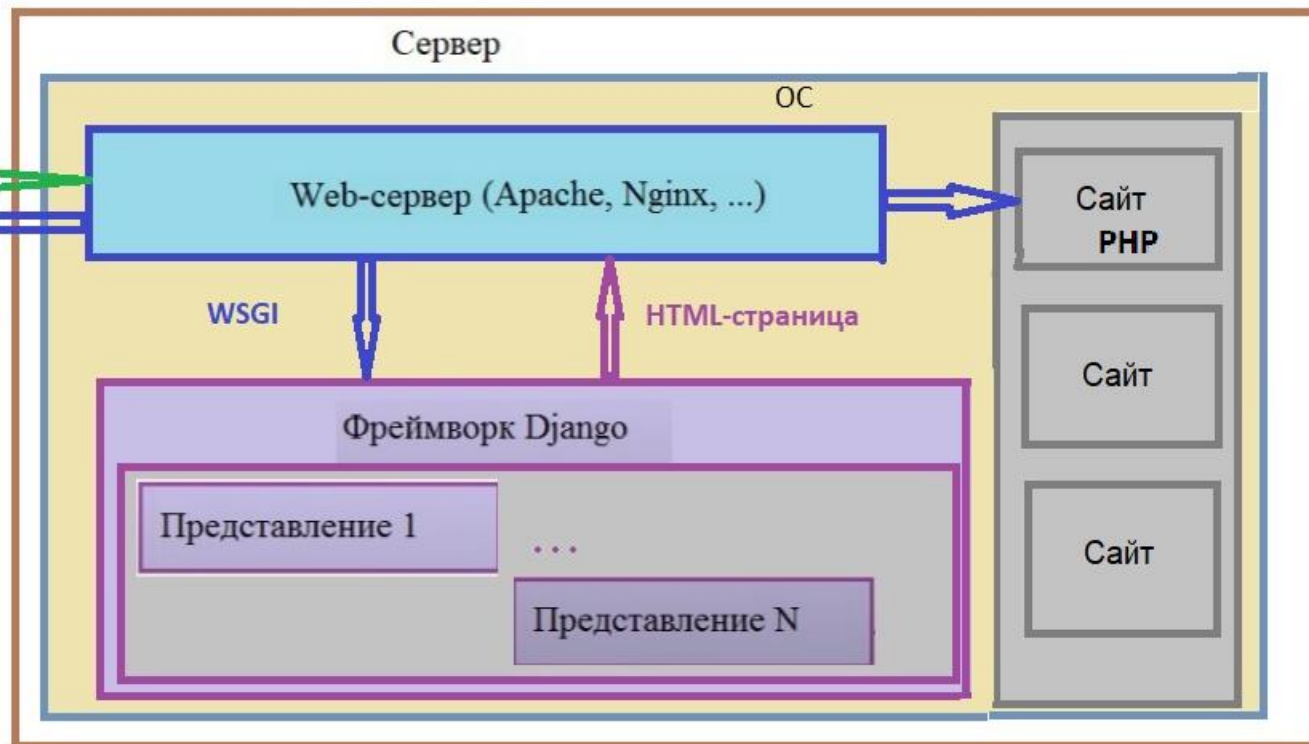 Сервер
ОС
Web-сервер (Apache, Nginx, ...)
Сайт
PHP
WSGI
HTML-страница
Сайт
Фреймворк Django
Представление 1
...
Сайт
Представление N